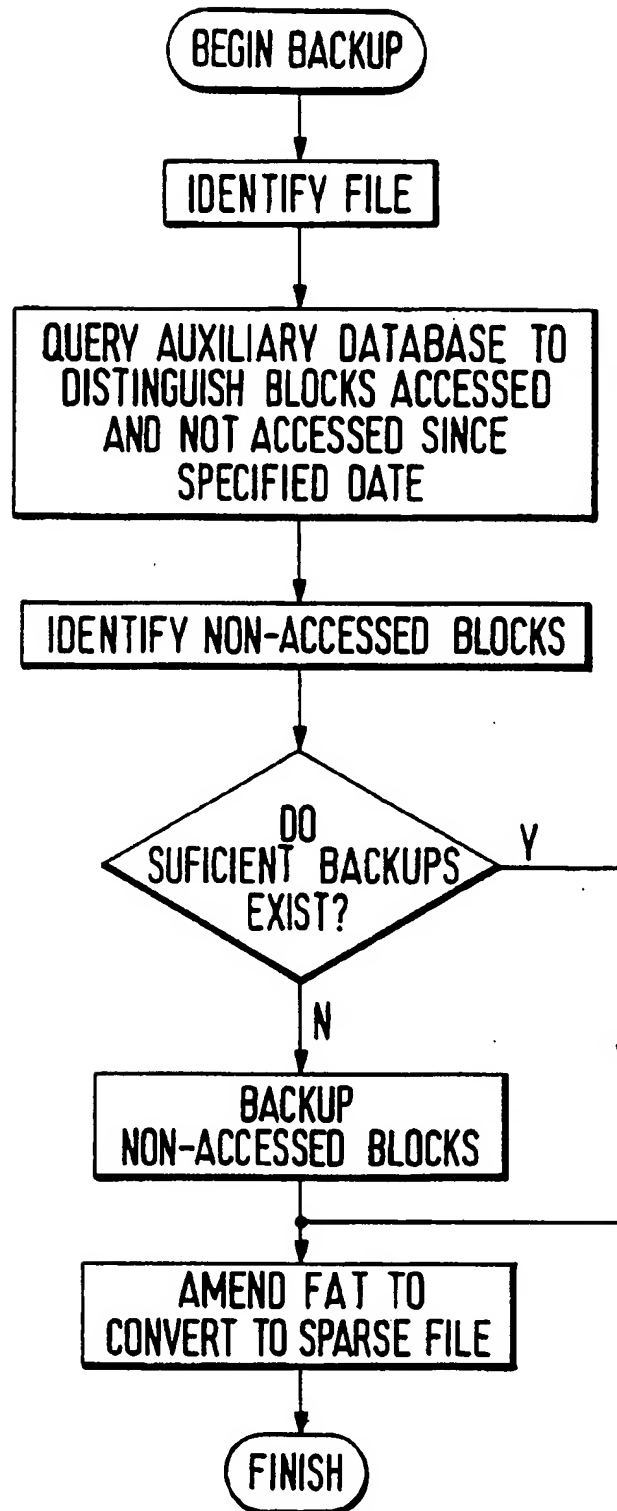 BEGIN BACKUP
IDENTIFY FILE
QUERY AUXILIARY DATABASE TO
DISTINGUISH BLOCKS ACCESSED
AND NOT ACCESSED SINCE
SPECIFIED DATE
IDENTIFY NON-ACCESSED BLOCKS
DO
SUFICIENT BACKUPS
EXIST?
Y
N
BACKUP
NON-ACCESSED BLOCKS
AMEND FAT TO
CONVERT TO SPARSE FILE
FINISH